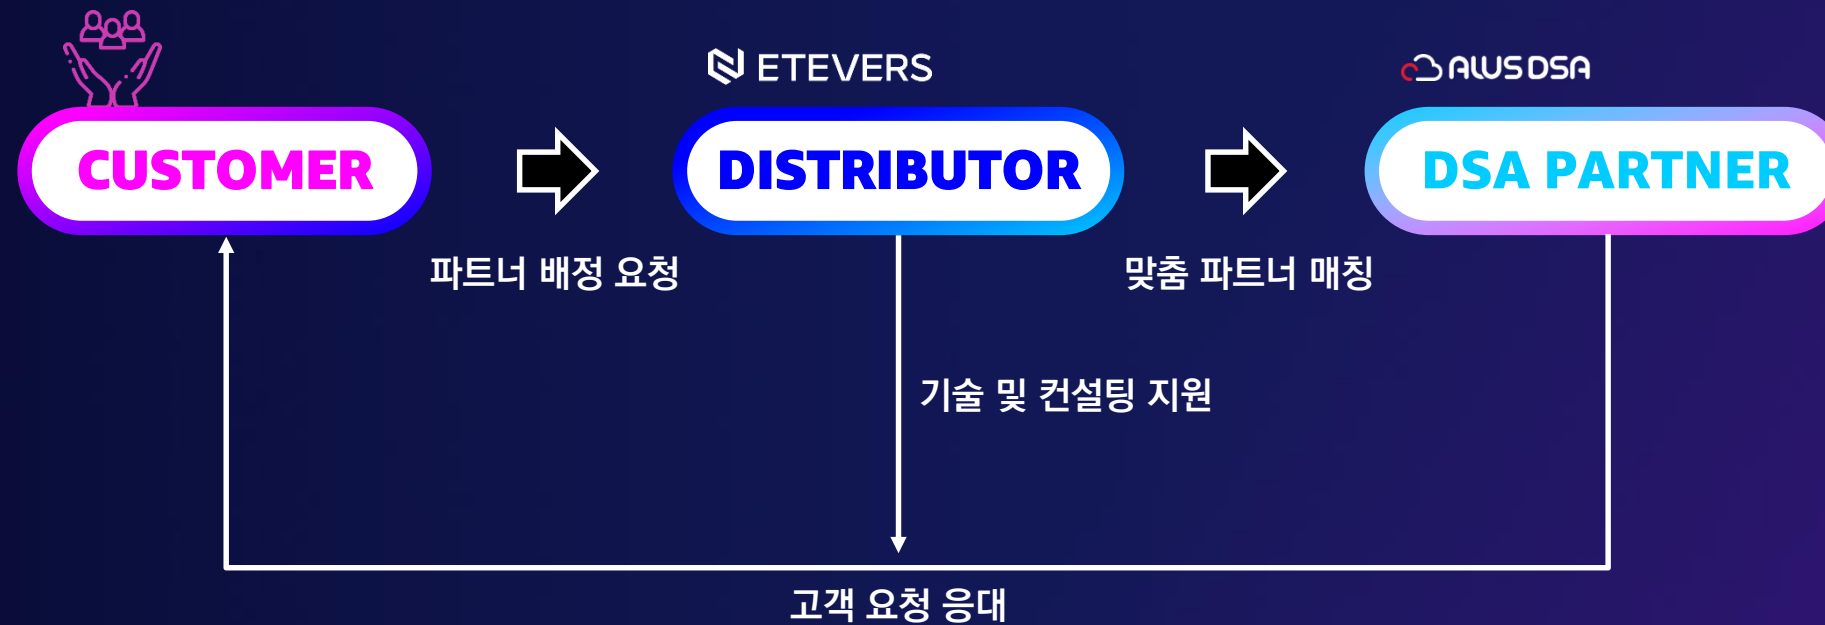 ETEVERS
AWS DSA
CUSTOMER
DISTRIBUTOR
DSA PARTNER
파트너 배정 요청
맞춤 파트너 매칭
기술 및 컨설팅 지원
고객 요청 응대